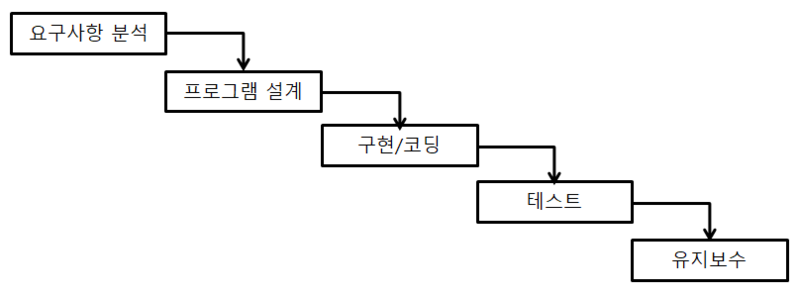 요구사항 분석
프로그램 설계
구현/코딩
테스트
유지보수